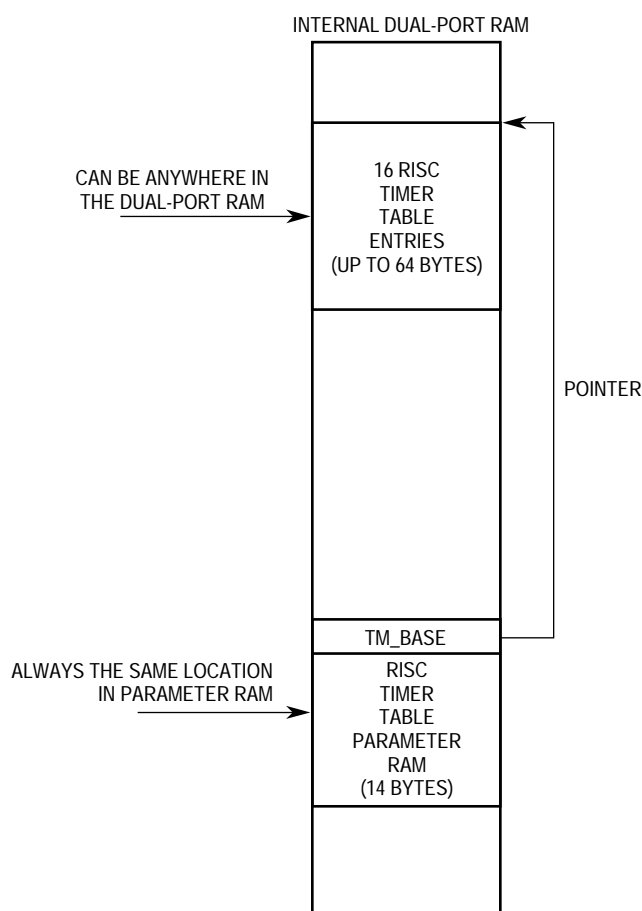 INTERNAL DUAL-PORT RAM
CAN BE ANYWHERE IN
THE DUAL-PORT RAM
16 RISC
TIMER
TABLE
ENTRIES
(UP TO 64 BYTES)
POINTER
TM_BASE
ALWAYS THE SAME LOCATION
IN PARAMETER RAM
RISC
TIMER
TABLE
PARAMETER
RAM
(14 BYTES)